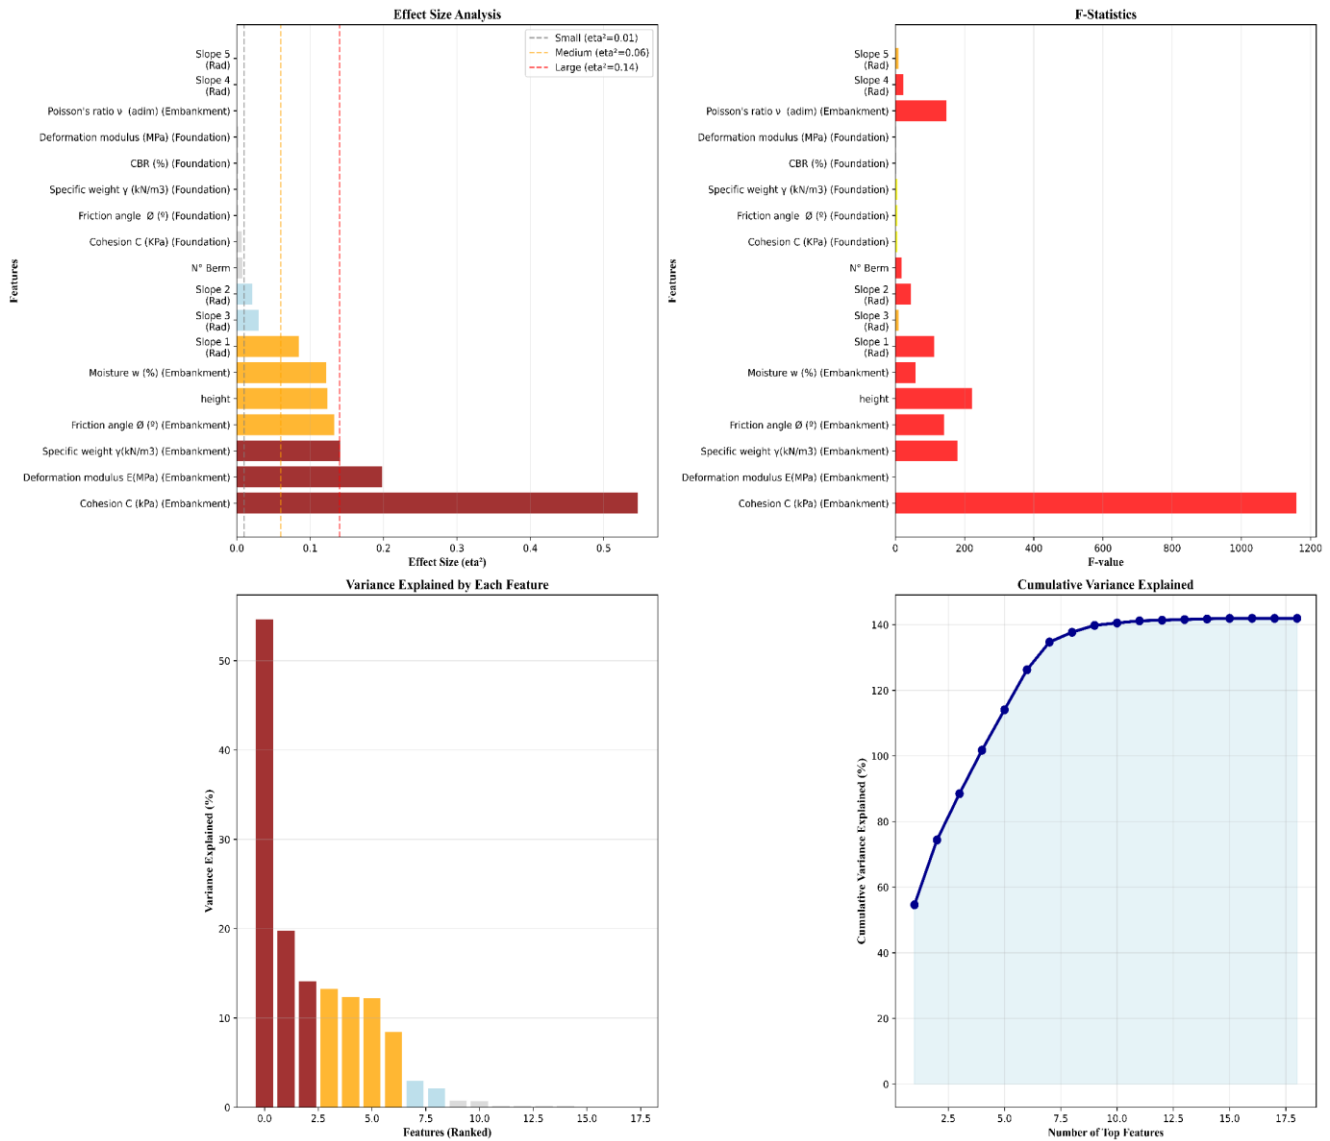 Effect Size Analysis
Small (eta²=0.01)
Medium (eta²=0.06)
Large (eta²=0.14)
Features
Slope 5
(Rad)
Slope 4
(Rad)
Poisson's ratio ν (adim) (Embankment)
Deformation modulus (MPa) (Foundation)
CBR (%) (Foundation)
Specific weight γ (kN/m3) (Foundation)
Friction angle Ø (º) (Foundation)
Cohesion C (KPa) (Foundation)
N° Berm
Slope 2
(Rad)
Slope 3
(Rad)
Slope 1
(Rad)
Moisture w (%) (Embankment)
height
Friction angle Ø (º) (Embankment)
Specific weight γ(kN/m3) (Embankment)
Deformation modulus E(MPa) (Embankment)
Cohesion C (kPa) (Embankment)
0.0 0.1 0.2 0.3 0.4 0.5
Effect Size (eta²)
F-Statistics
Features
Slope 5
(Rad)
Slope 4
(Rad)
Poisson's ratio ν (adim) (Embankment)
Deformation modulus (MPa) (Foundation)
CBR (%) (Foundation)
Specific weight γ (kN/m3) (Foundation)
Friction angle Ø (º) (Foundation)
Cohesion C (KPa) (Foundation)
N° Berm
Slope 2
(Rad)
Slope 3
(Rad)
Slope 1
(Rad)
Moisture w (%) (Embankment)
height
Friction angle Ø (º) (Embankment)
Specific weight γ(kN/m3) (Embankment)
Deformation modulus E(MPa) (Embankment)
Cohesion C (kPa) (Embankment)
0 200 400 600 800 1000 1200
F-value
Variance Explained by Each Feature
Variance Explained (%)
50
40
30
20
10
0
0.0 2.5 5.0 7.5 10.0 12.5 15.0 17.5
Features (Ranked)
Cumulative Variance Explained
Cumulative Variance Explained (%)
140
120
100
80
60
40
20
0
2.5 5.0 7.5 10.0 12.5 15.0 17.5
Number of Top Features